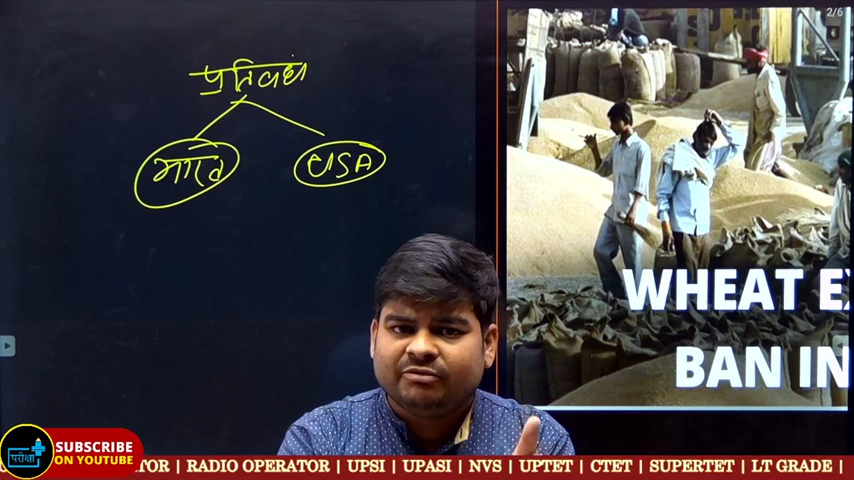 2/6
प्रतिबंध
भारत
USA
WHEAT E
BAN IN
परीक्षा
SUBSCRIBE
ON YOUTUBE
TOR | RADIO OPERATOR | UPSI | UPASI | NVS | UPTET | CTET | SUPERTET | LT GRADE |